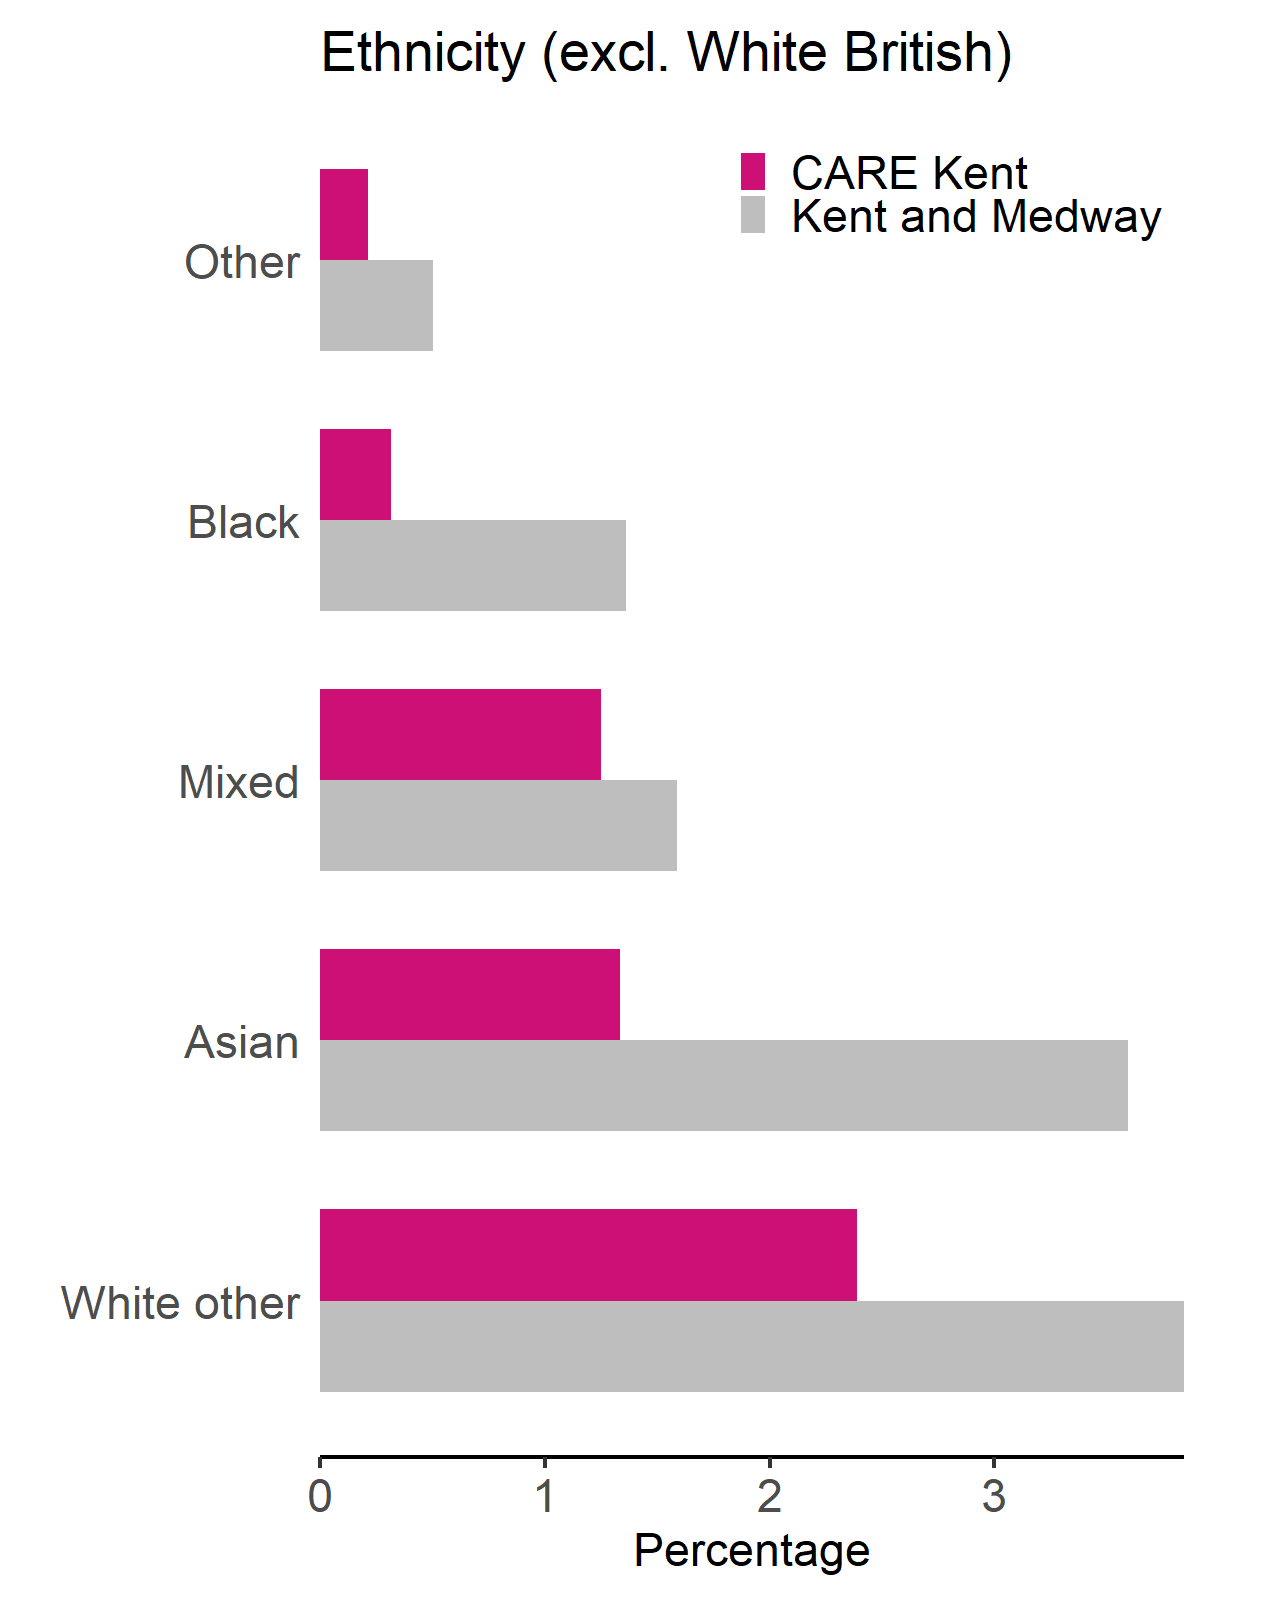 Ethnicity (excl. White British)
CARE Kent
Kent and Medway
Other
Black
Mixed
Asian
White other
0 1 2 3
Percentage